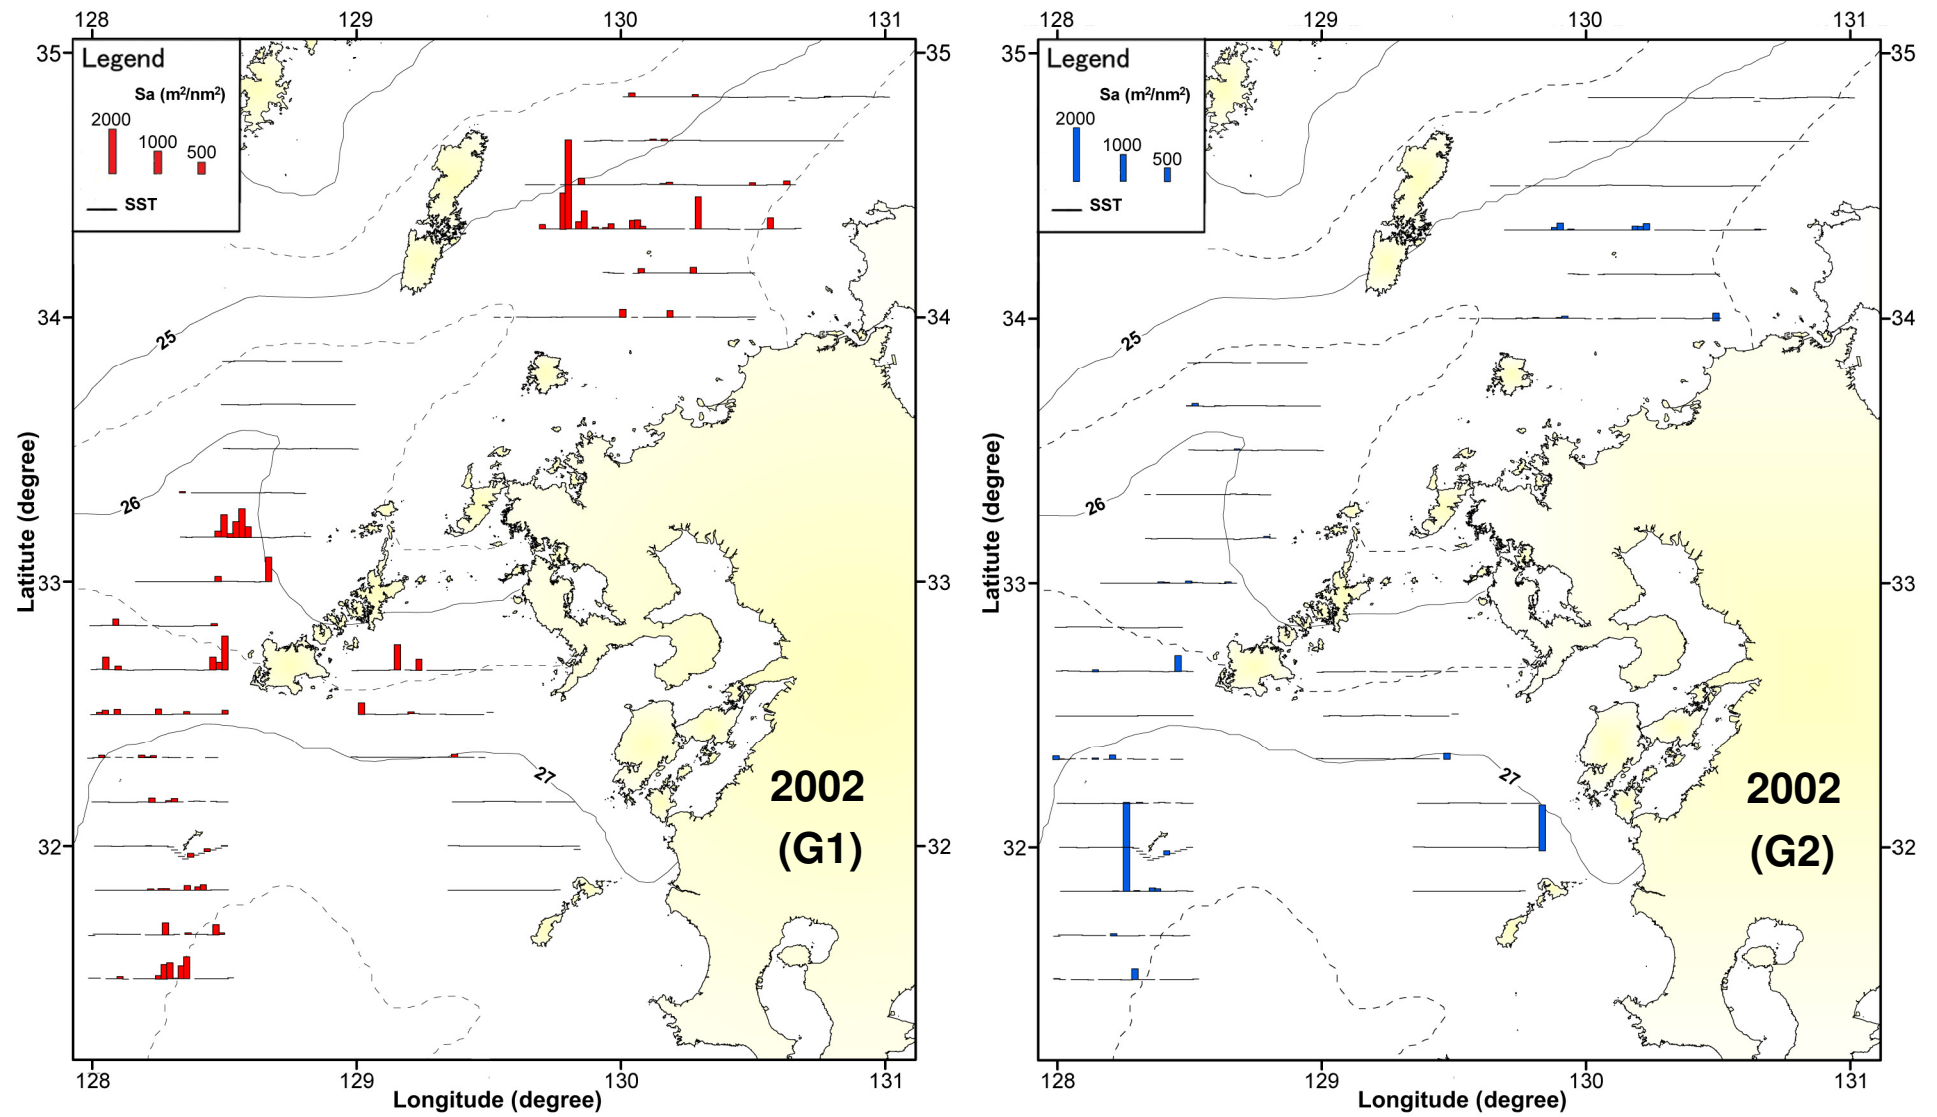 128 129 130 131
128 129 130 131
35
35
Legend
Sa (m²/nm²)
2000
1000
500
SST
34
34
25
26
Latitute (degree)
33
33
27
2002
(G1)
32
32
128 129 130 131
Longitude (degree)
35
35
Legend
Sa (m²/nm²)
2000
1000
500
SST
34
34
25
26
Latitute (degree)
33
33
27
2002
(G2)
32
32
128 129 130 131
Longitude (degree)